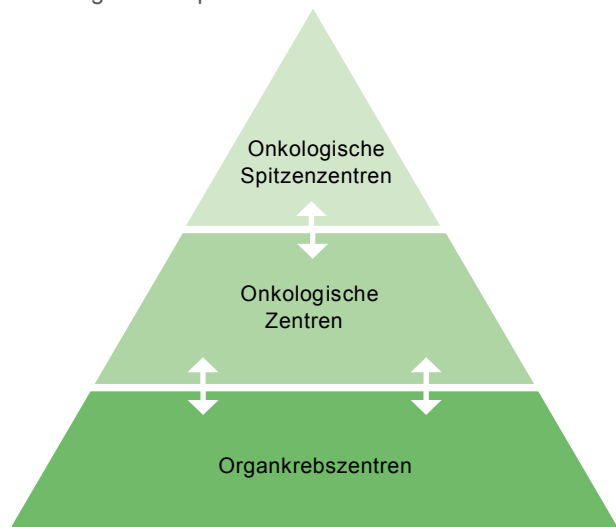 Onkologische
Spitzenzentren
Onkologische
Zentren
Organkrebszentren